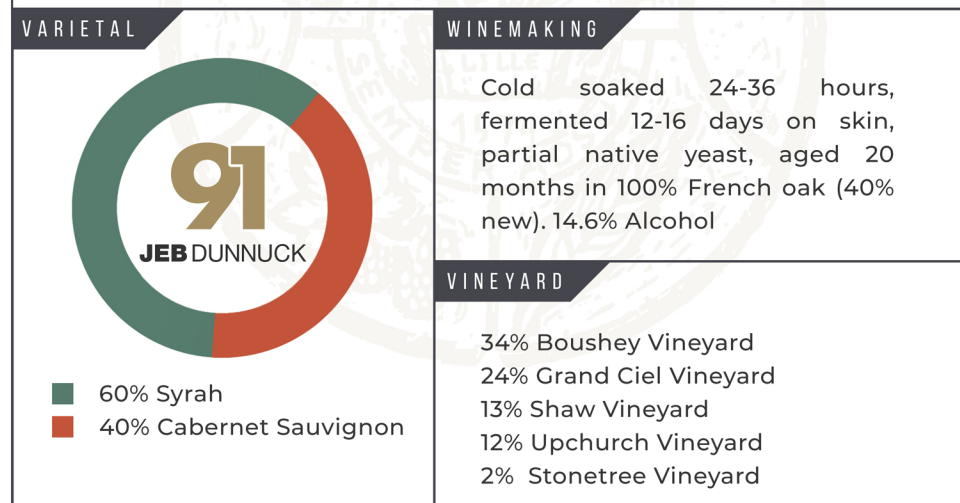 VARIETAL
91
JEB DUNNUCK
60% Syrah
40% Cabernet Sauvignon
WINEMAKING
Cold soaked 24-36 hours,
fermented 12-16 days on skin,
partial native yeast, aged 20
months in 100% French oak (40%
new). 14.6% Alcohol
VINEYARD
34% Boushey Vineyard
24% Grand Ciel Vineyard
13% Shaw Vineyard
12% Upchurch Vineyard
2% Stonetree Vineyard